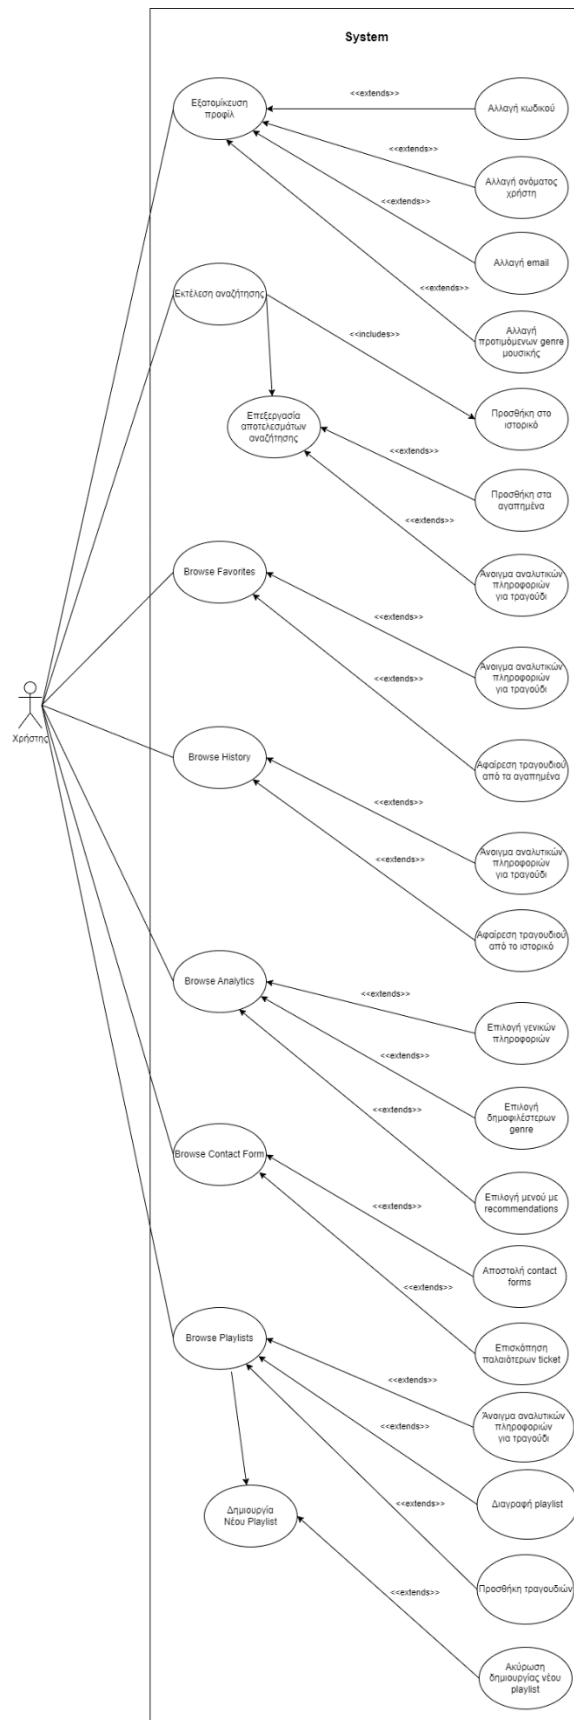 System
Εξατομίκευση
προφίλ
<<extends>>
Αλλαγή κωδικού
<<extends>>
Αλλαγή ονόματος
χρήστη
<<extends>>
Αλλαγή email
<<extends>>
Αλλαγή
προτιμόμενων genre
μουσικής
Εκτέλεση αναζήτησης
<<includes>>
Προσθήκη στο
ιστορικό
Επεξεργασία
αποτελεσμάτων
αναζήτησης
<<extends>>
Προσθήκη στα
αγαπημένα
<<extends>>
Άνοιγμα αναλυτικών
πληροφοριών
για τραγούδι
Browse Favorites
<<extends>>
Άνοιγμα αναλυτικών
πληροφοριών
για τραγούδι
<<extends>>
Αφαίρεση τραγουδιού
από τα αγαπημένα
Χρήστης
Browse History
<<extends>>
Άνοιγμα αναλυτικών
πληροφοριών
για τραγούδι
<<extends>>
Αφαίρεση τραγουδιού
από το ιστορικό
Browse Analytics
<<extends>>
Επιλογή γενικών
πληροφοριών
<<extends>>
Επιλογή
δημοφιλέστερων
genre
<<extends>>
Επιλογή μενού με
recommendations
Browse Contact Form
<<extends>>
Αποστολή contact
forms
<<extends>>
Επισκόπηση
παλαιότερων ticket
Browse Playlists
<<extends>>
Άνοιγμα αναλυτικών
πληροφοριών
για τραγούδι
<<extends>>
Διαγραφή playlist
<<extends>>
Προσθήκη τραγουδιών
Δημιουργία
Νέου Playlist
<<extends>>
Ακύρωση
δημιουργίας νέου
playlist